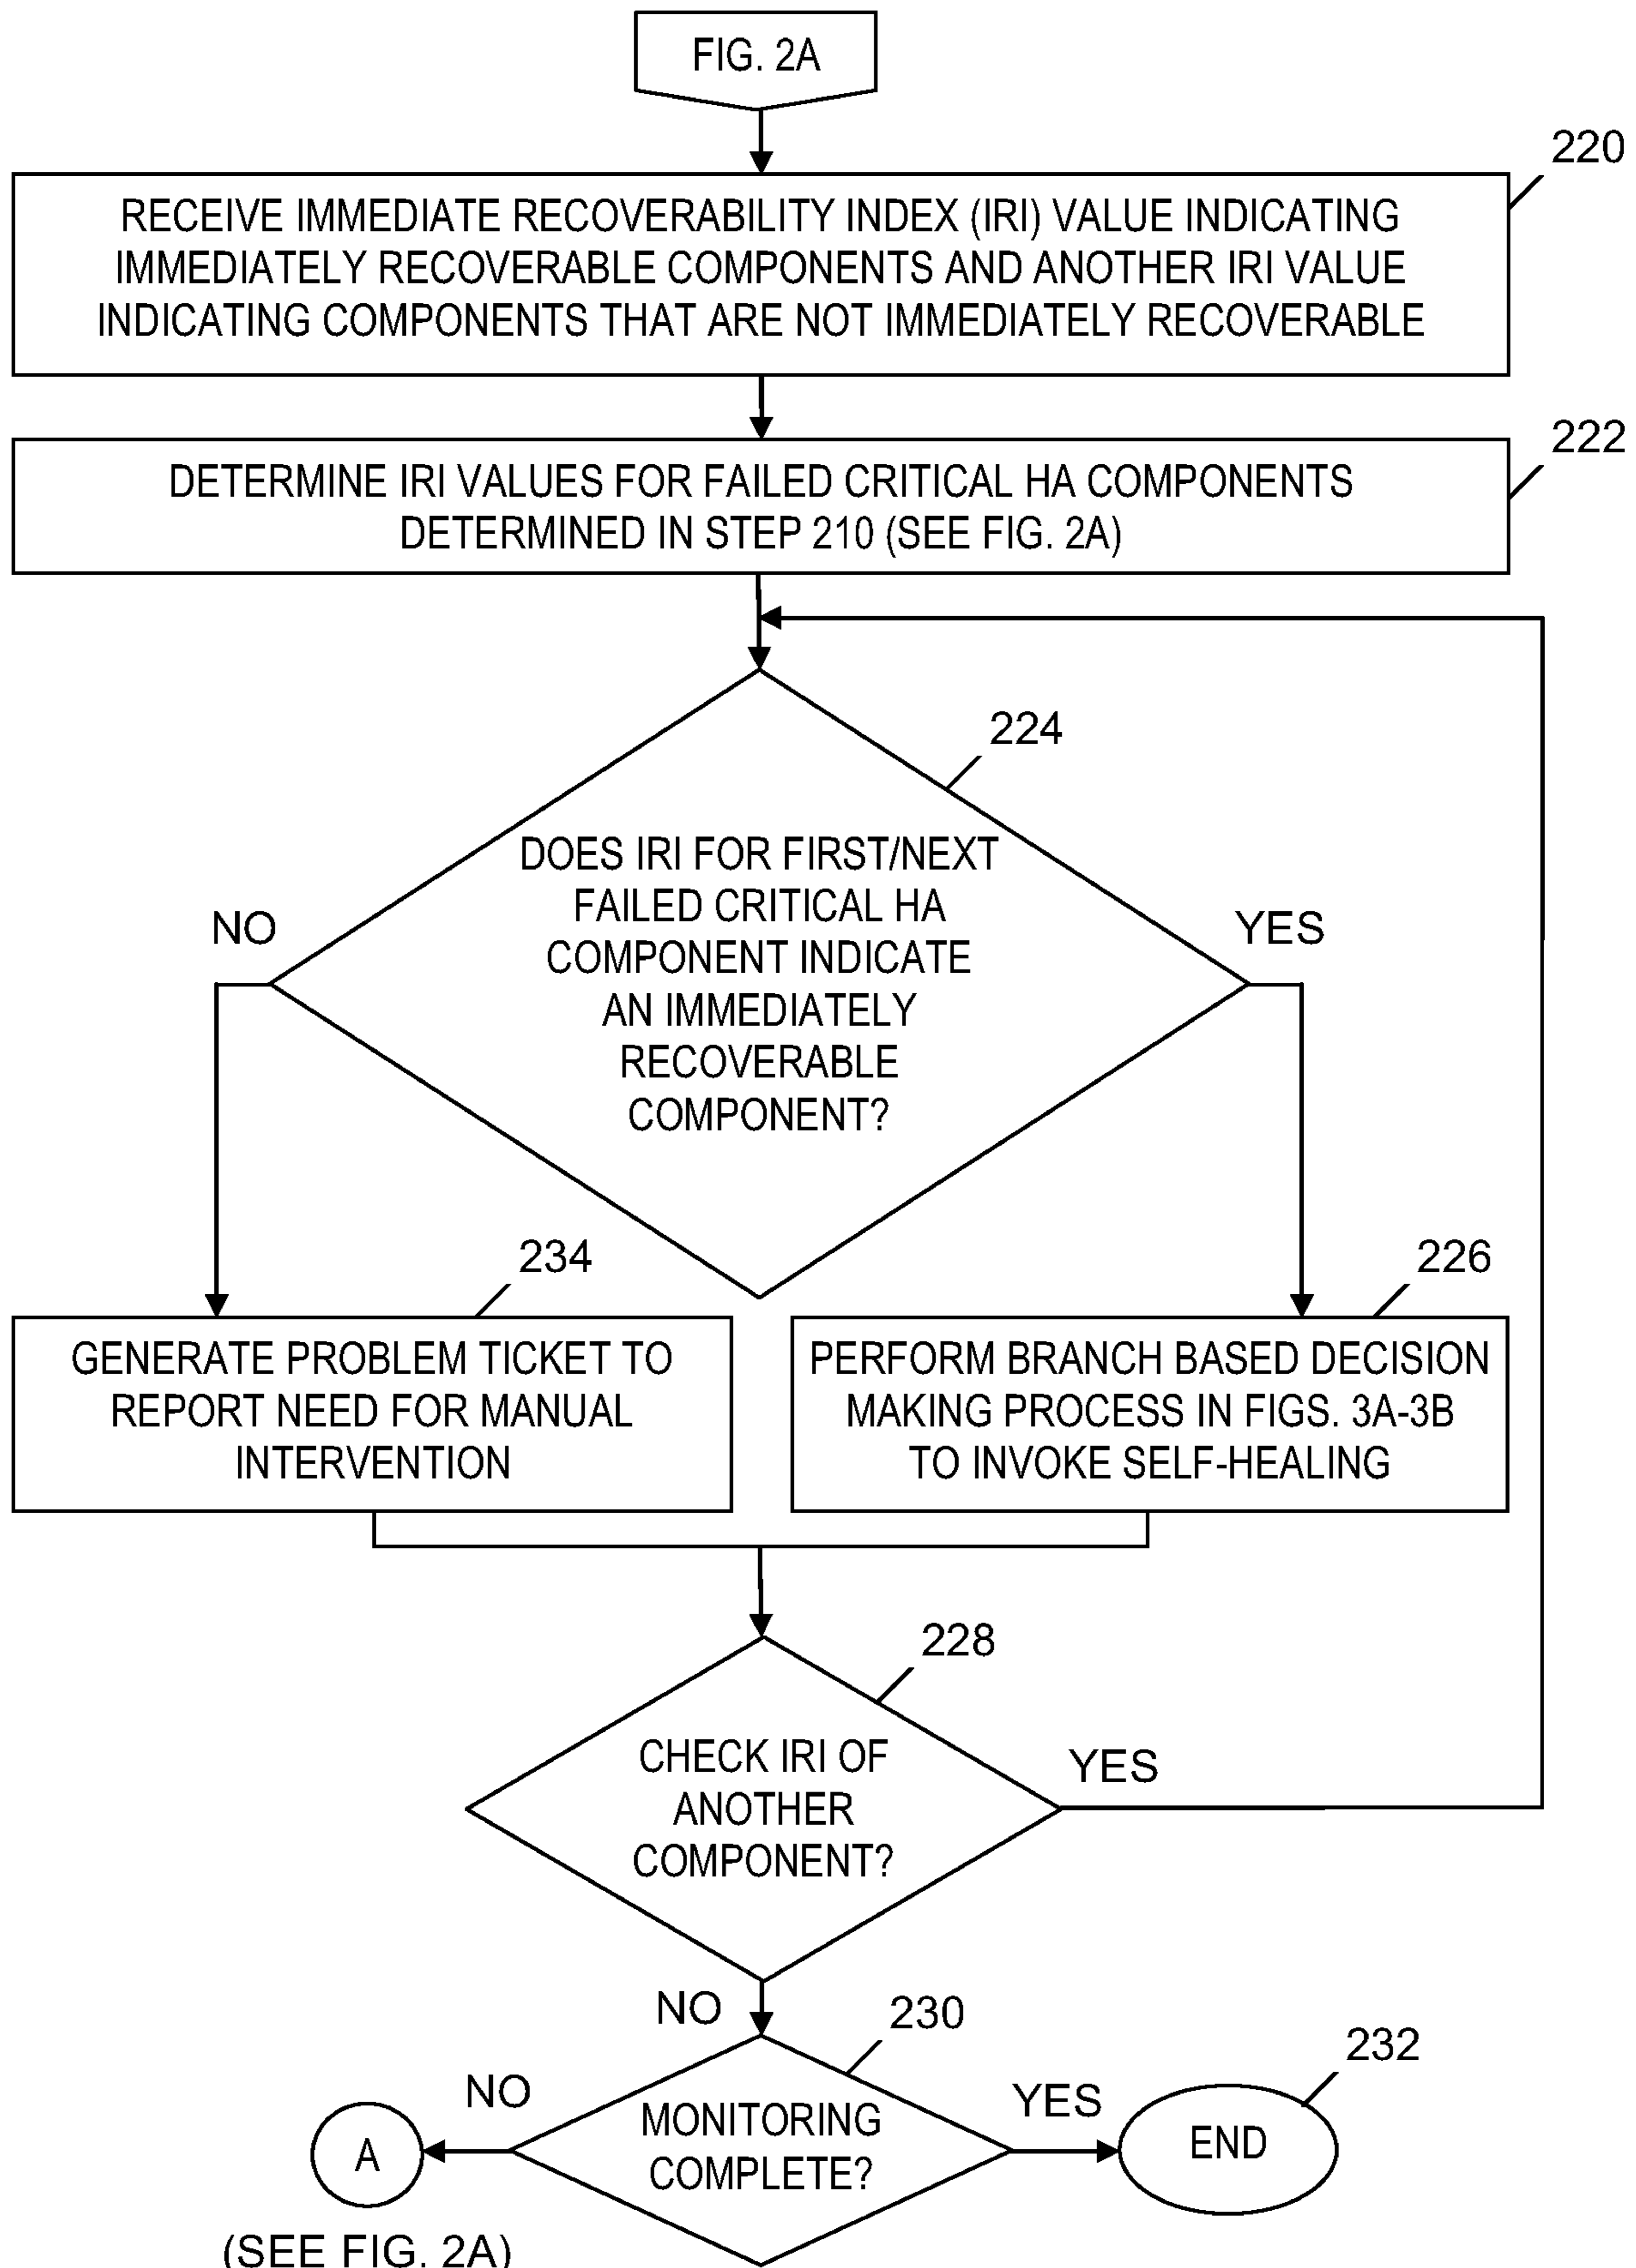 FIG. 2A
220
RECEIVE IMMEDIATE RECOVERABILITY INDEX (IRI) VALUE INDICATING
IMMEDIATELY RECOVERABLE COMPONENTS AND ANOTHER IRI VALUE
INDICATING COMPONENTS THAT ARE NOT IMMEDIATELY RECOVERABLE
222
DETERMINE IRI VALUES FOR FAILED CRITICAL HA COMPONENTS
DETERMINED IN STEP 210 (SEE FIG. 2A)
224
DOES IRI FOR FIRST/NEXT
FAILED CRITICAL HA
COMPONENT INDICATE
AN IMMEDIATELY
RECOVERABLE
COMPONENT?
NO
YES
234
GENERATE PROBLEM TICKET TO
REPORT NEED FOR MANUAL
INTERVENTION
226
PERFORM BRANCH BASED DECISION
MAKING PROCESS IN FIGS. 3A-3B
TO INVOKE SELF-HEALING
228
CHECK IRI OF
ANOTHER
COMPONENT?
YES
NO
230
MONITORING
COMPLETE?
NO
YES
232
END
A
(SEE FIG. 2A)